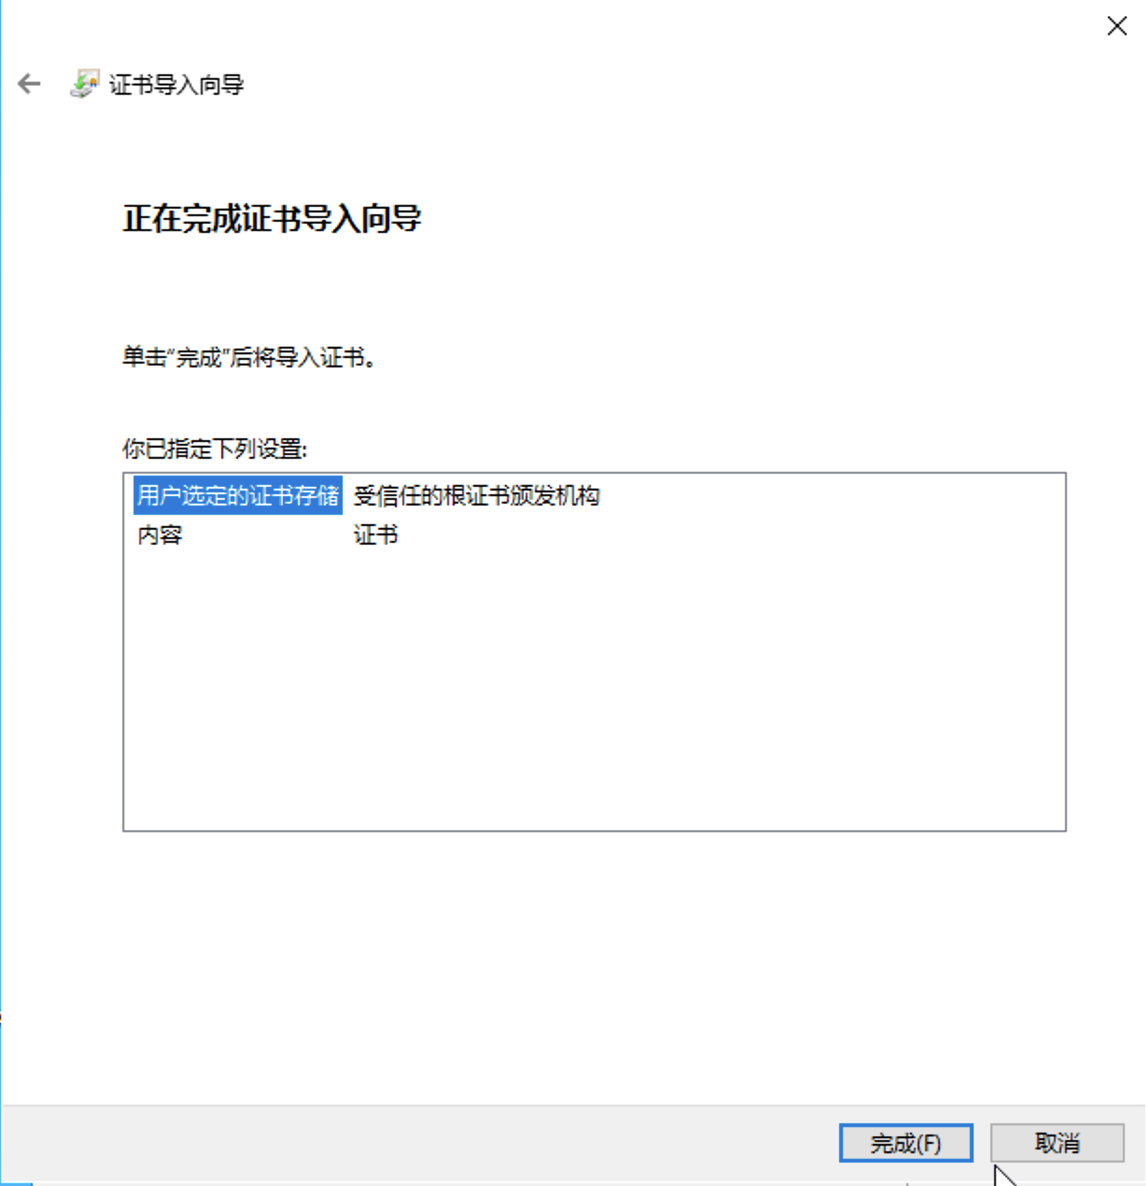 证书导入向导
正在完成证书导入向导
单击“完成”后将导入证书。
你已指定下列设置:
用户选定的证书存储 受信任的根证书颁发机构
内容 证书
完成(F) 取消